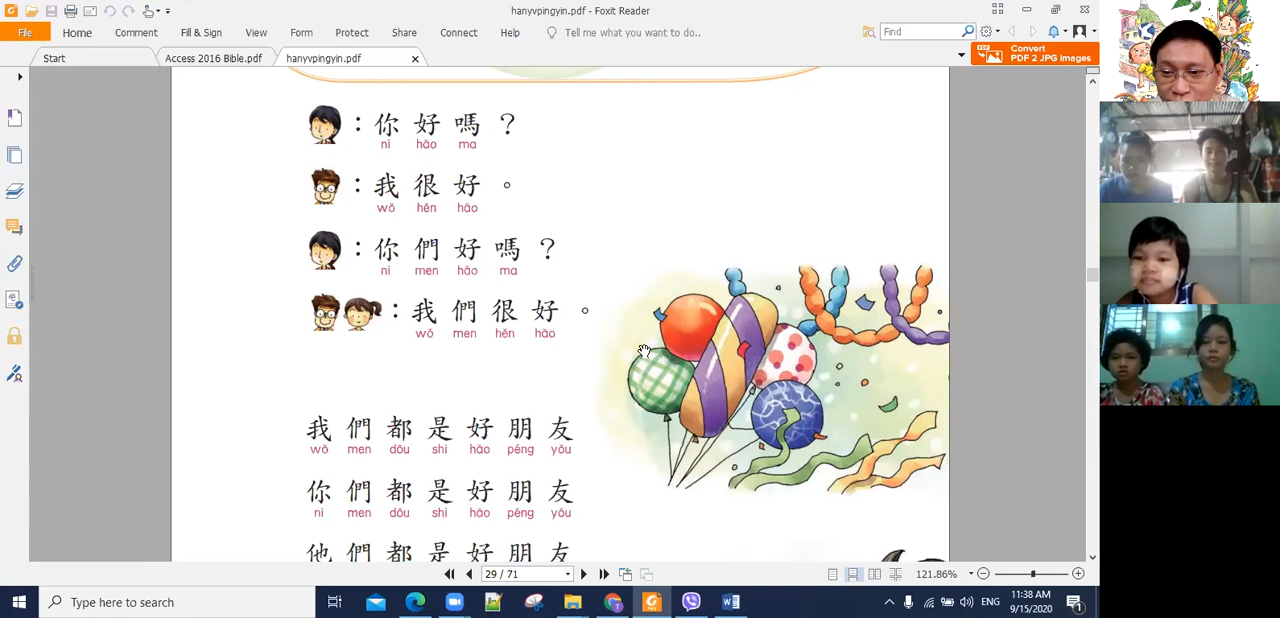 hanyvpingyin.pdf - Foxit Reader
File Home Comment Fill & Sign View Form Protect Share Connect Help Tell me what you want to do.. Find
Start Access 2016 Bible.pdf hanyvpingyin.pdf
Convert
PDF 2 JPG Images
：你好嗎？
nǐ hǎo ma
：我很好。
wǒ hěn hǎo
：你們好嗎？
nǐ men hǎo ma
：我們很好。
wǒ men hěn hǎo
我們都是好朋友
wǒ men dōu shì hǎo péng yǒu
你們都是好朋友
nǐ men dōu shì hǎo péng yǒu
他們都是好朋友
29 / 71
121.86%
Type here to search
ENG
11:38 AM
9/15/2020